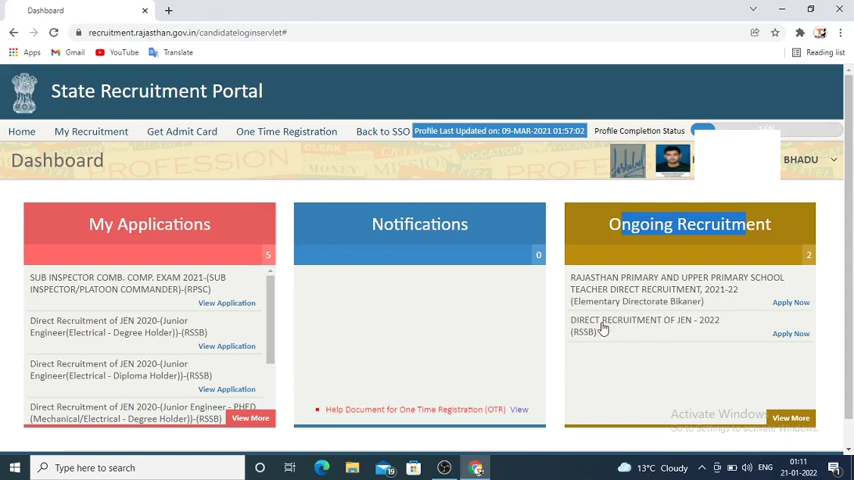 Dashboard
recruitment.rajasthan.gov.in/candidateloginservlet#
Apps Gmail YouTube Translate Reading list
State Recruitment Portal
Home My Recruitment Get Admit Card One Time Registration Back to SSO Profile Last Updated on: 09-MAR-2021 01:57:02 Profile Completion Status
Dashboard BHADU
My Applications
5
SUB INSPECTOR COMB. COMP. EXAM 2021-(SUB
INSPECTOR/PLATOON COMMANDER)-(RPSC)
View Application
Direct Recruitment of JEN 2020-(Junior
Engineer(Electrical - Degree Holder))-(RSSB)
View Application
Direct Recruitment of JEN 2020-(Junior
Engineer(Electrical - Diploma Holder))-(RSSB)
View Application
Direct Recruitment of JEN 2020-(Junior Engineer - PHED
(Mechanical/Electrical - Degree Holder))-(RSSB)
View More
Notifications
0
Help Document for One Time Registration (OTR) View
Ongoing Recruitment
2
RAJASTHAN PRIMARY AND UPPER PRIMARY SCHOOL
TEACHER DIRECT RECRUITMENT, 2021-22
(Elementary Directorate Bikaner) Apply Now
DIRECT RECRUITMENT OF JEN - 2022
(RSSB) Apply Now
View More
Activate Windows
Go to Settings to activate Windows.
Type here to search
19
13°C Cloudy
ENG
01:11
21-01-2022